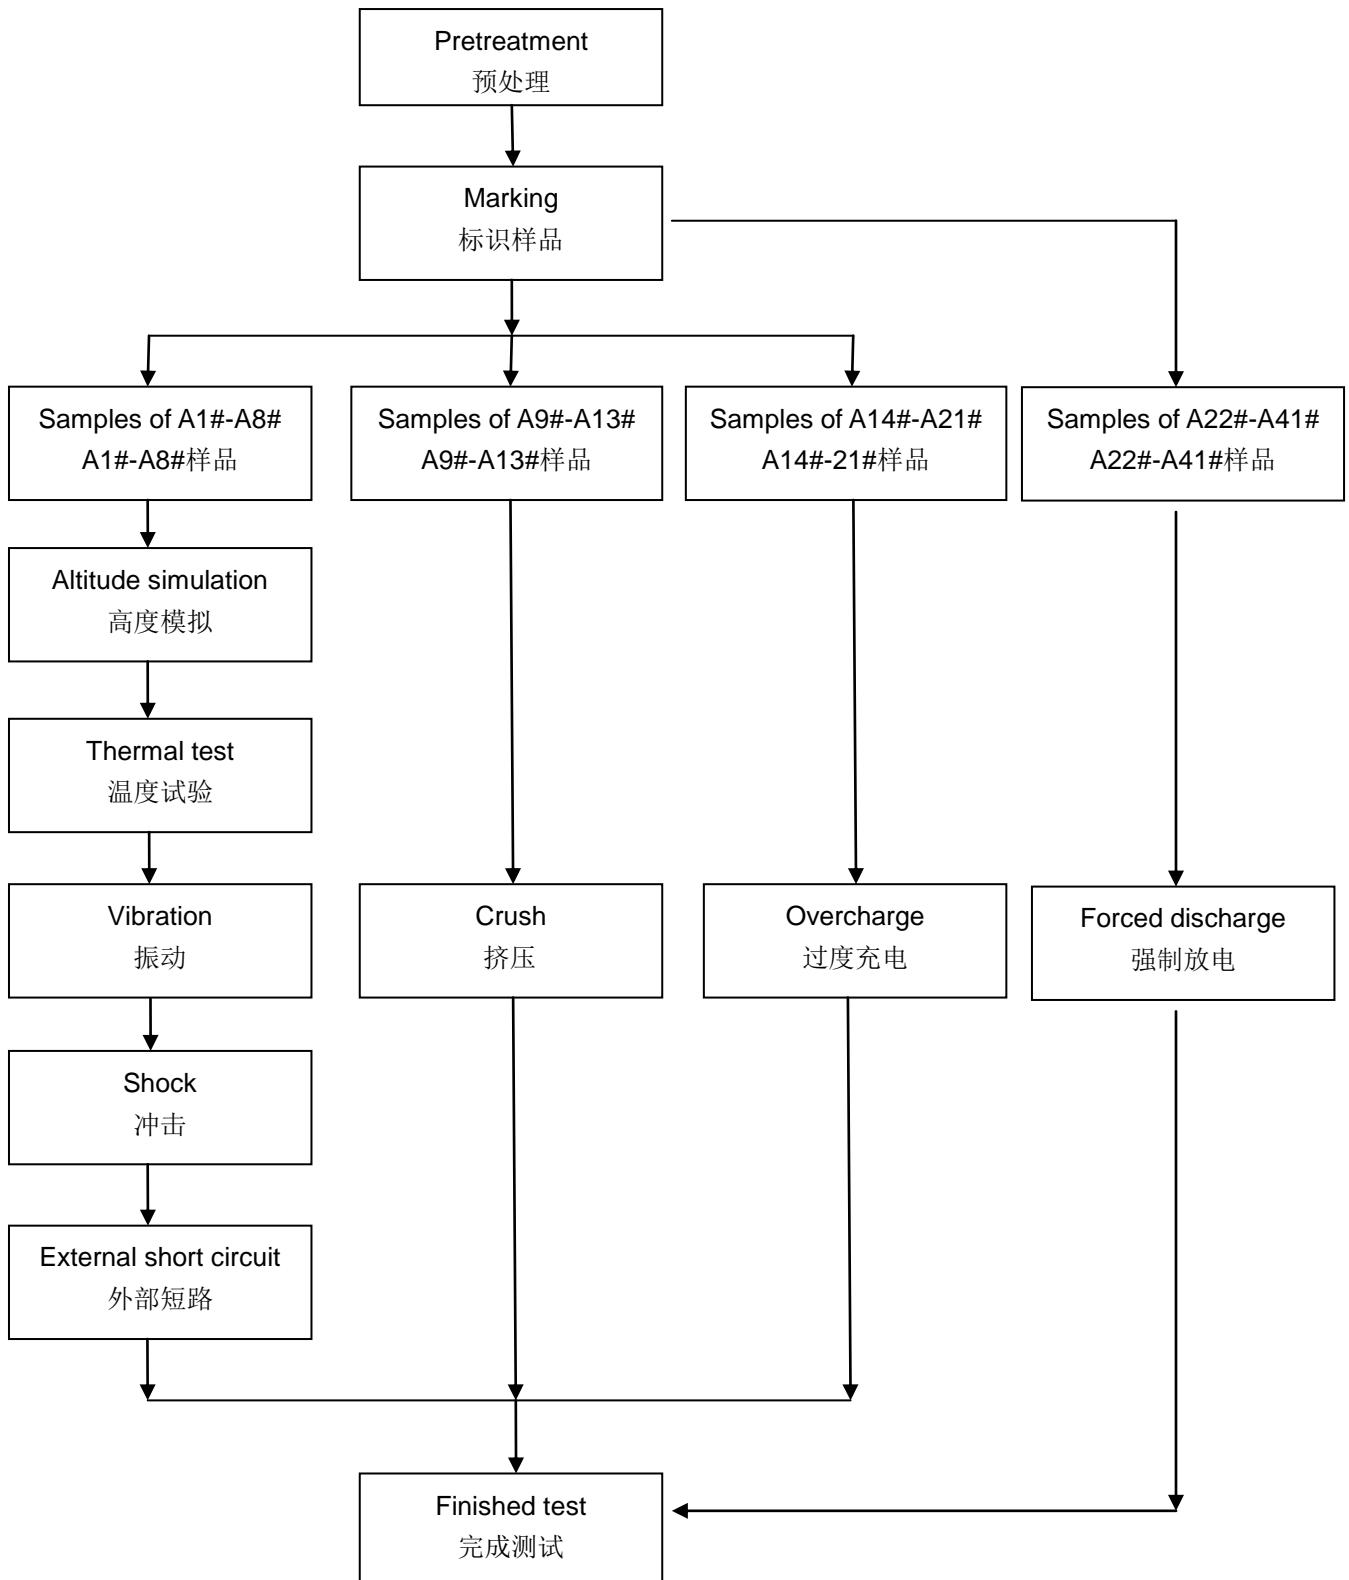 Pretreatment
预处理
Marking
标识样品
Samples of A1#-A8#
A1#-A8#样品
Samples of A9#-A13#
A9#-A13#样品
Samples of A14#-A21#
A14#-21#样品
Samples of A22#-A41#
A22#-A41#样品
Altitude simulation
高度模拟
Thermal test
温度试验
Vibration
振动
Crush
挤压
Overcharge
过度充电
Forced discharge
强制放电
Shock
冲击
External short circuit
外部短路
Finished test
完成测试